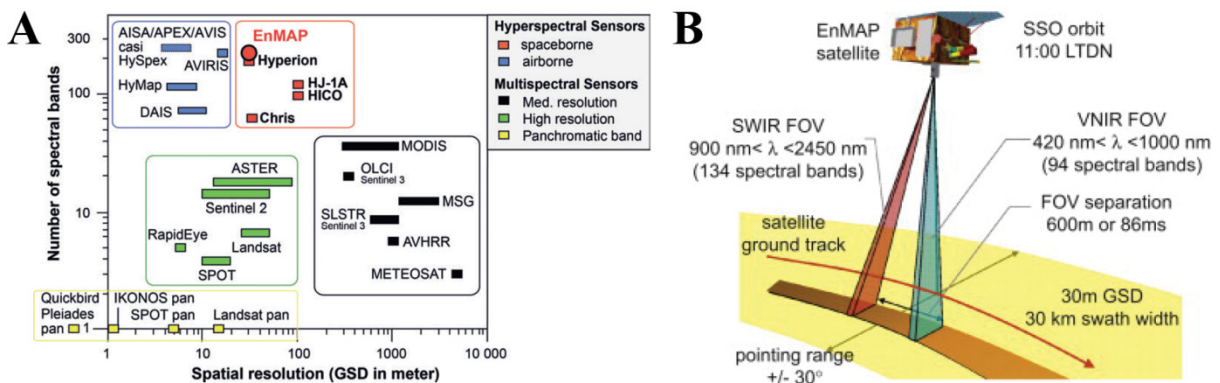 A
Number of spectral bands
300
100
10
1
AISA/APEX/AVIS
casi
HySpex
AVIRIS
HyMap
DAIS
EnMAP
Hyperion
HJ-1A
HICO
Chris
Hyperspectral Sensors
spaceborne
airborne
Multispectral Sensors
Med. resolution
High resolution
Panchromatic band
ASTER
Sentinel 2
RapidEye
Landsat
SPOT
MODIS
OLCI
Sentinel 3
MSG
SLSTR
Sentinel 3
AVHRR
METEOSAT
Quickbird
Pleiades
pan
IKONOS pan
SPOT pan
Landsat pan
1
10
100
1000
10 000
Spatial resolution (GSD in meter)
B
EnMAP
satellite
SSO orbit
11:00 LTDN
SWIR FOV
900 nm< λ <2450 nm
(134 spectral bands)
VNIR FOV
420 nm< λ <1000 nm
(94 spectral bands)
FOV separation
600m or 86ms
satellite
ground track
30m GSD
30 km swath width
pointing range
+/- 30°